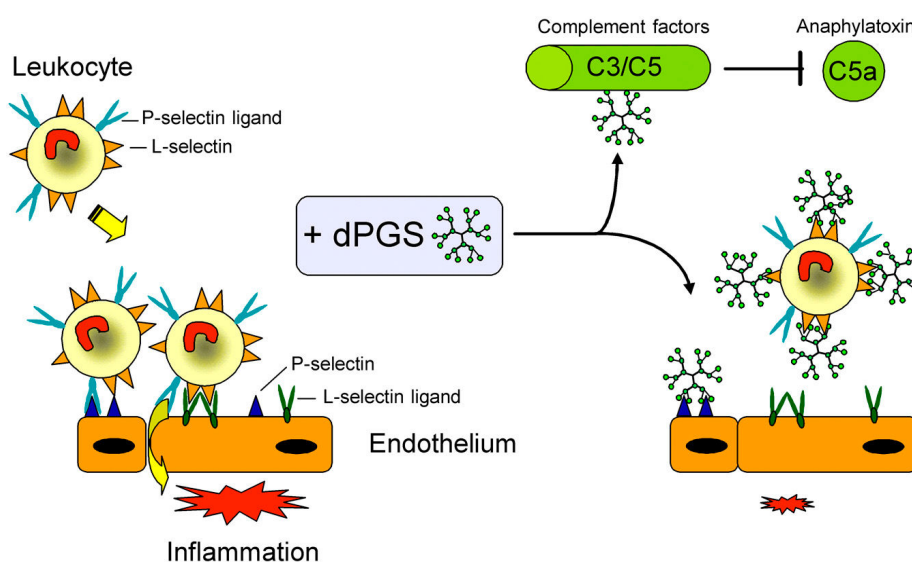 Complement factors
Anaphylatoxin
C3/C5
C5a
Leukocyte
P-selectin ligand
L-selectin
+ dPGS
P-selectin
L-selectin ligand
Endothelium
Inflammation